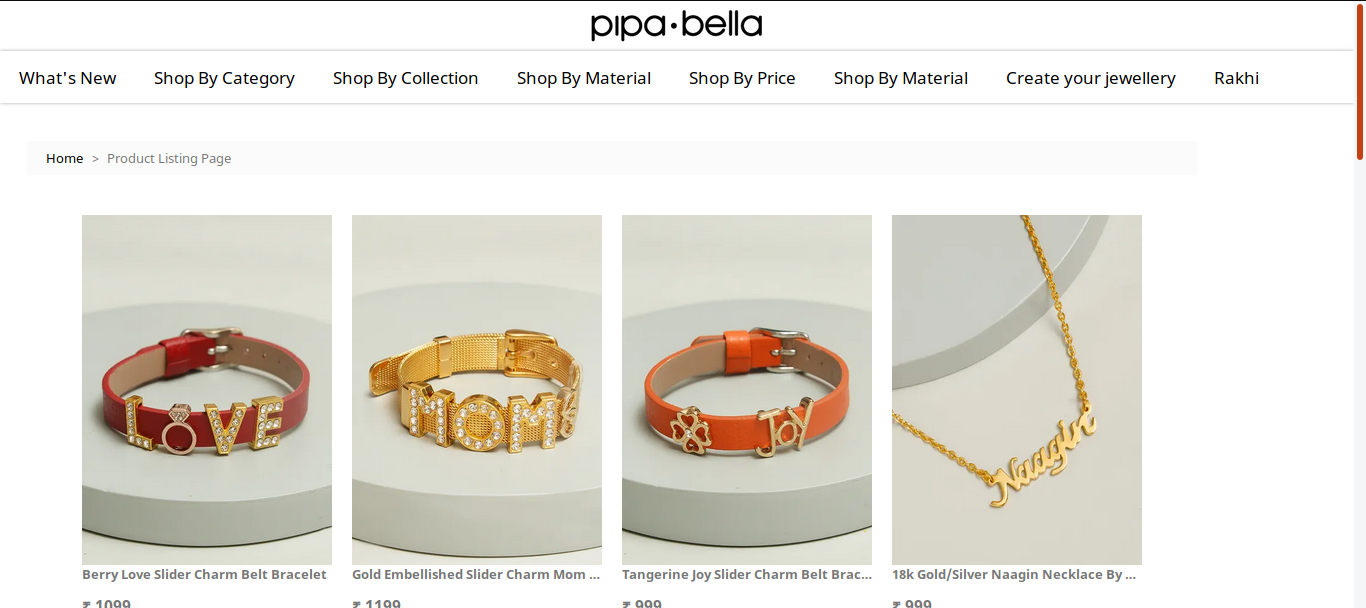 pipa·bella
What's New Shop By Category Shop By Collection Shop By Material Shop By Price Shop By Material Create your jewellery Rakhi
Home > Product Listing Page
LOVE
MOM
Joy
Naagin
Berry Love Slider Charm Belt Bracelet
Gold Embellished Slider Charm Mom ...
Tangerine Joy Slider Charm Belt Brac...
18k Gold/Silver Naagin Necklace By ...
₹ 1099
₹ 1199
₹ 999
₹ 999